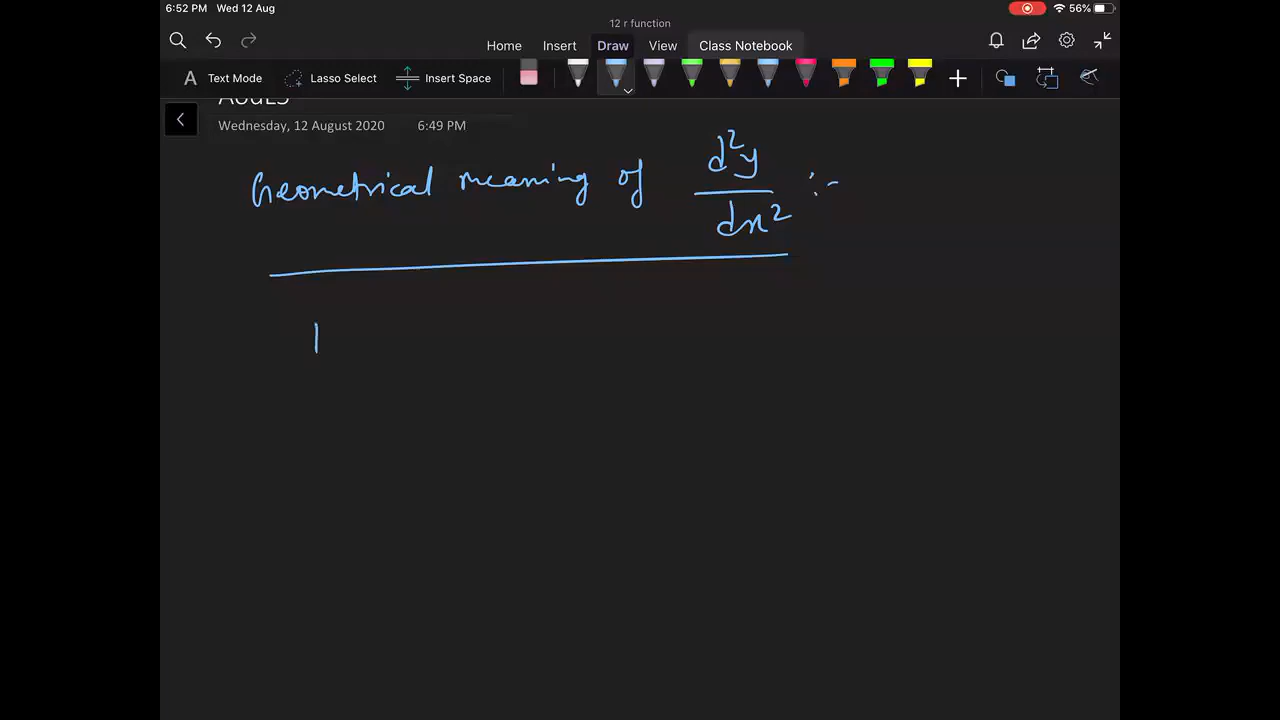 6:52 PM Wed 12 Aug 56%
12 r function
Home Insert Draw View Class Notebook
A Text Mode Lasso Select Insert Space
Wednesday, 12 August 2020 6:49 PM
Geometrical meaning of d²y/dx² :-